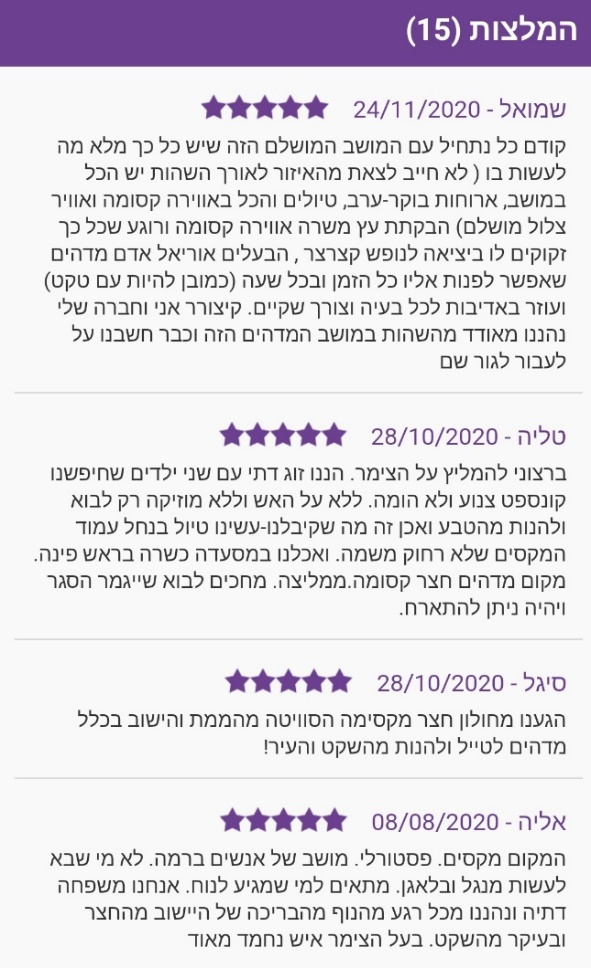 המלצות (15)
שמואל - 24/11/2020
קודם כל נתחיל עם המושב המושלם הזה שיש כל כך מלא מה
לעשות בו ( לא חייב לצאת מהאיזור לאורך השהות יש הכל
במושב, ארוחות בוקר-ערב, טיולים והכל באווירה קסומה ואוויר
צלול מושלם) הבקתת עץ משרה אווירה קסומה ורוגע שכל כך
זקוקים לו ביציאה לנופש קצרצר , הבעלים אוריאל אדם מדהים
שאפשר לפנות אליו כל הזמן ובכל שעה (כמובן להיות עם טקט)
ועוזר באדיבות לכל בעיה וצורך שקיים. קיצורר אני וחברה שלי
נהננו מאודד מהשהות במושב המדהים הזה וכבר חשבנו על
לעבור לגור שם
טליה - 28/10/2020
ברצוני להמליץ על הצימר. הננו זוג דתי עם שני ילדים שחיפשנו
קונספט צנוע ולא הומה. ללא על האש וללא מוזיקה רק לבוא
ולהנות מהטבע ואכן זה מה שקיבלנו-עשינו טיול בנחל עמוד
המקסים שלא רחוק משמה. ואכלנו במסעדה כשרה בראש פינה.
מקום מדהים חצר קסומה.ממליצה. מחכים לבוא שייגמר הסגר
ויהיה ניתן להתארח.
סיגל - 28/10/2020
הגענו מחולון חצר מקסימה הסוויטה מהממת והישוב בכלל
מדהים לטייל ולהנות מהשקט והעיר!
אליה - 08/08/2020
המקום מקסים. פסטורלי. מושב של אנשים ברמה. לא מי שבא
לעשות מנגל ובלאגן. מתאים למי שמגיע לנוח. אנחנו משפחה
דתיה ונהננו מכל רגע מהנוף מהבריכה של היישוב מהחצר
ובעיקר מהשקט. בעל הצימר איש נחמד מאוד